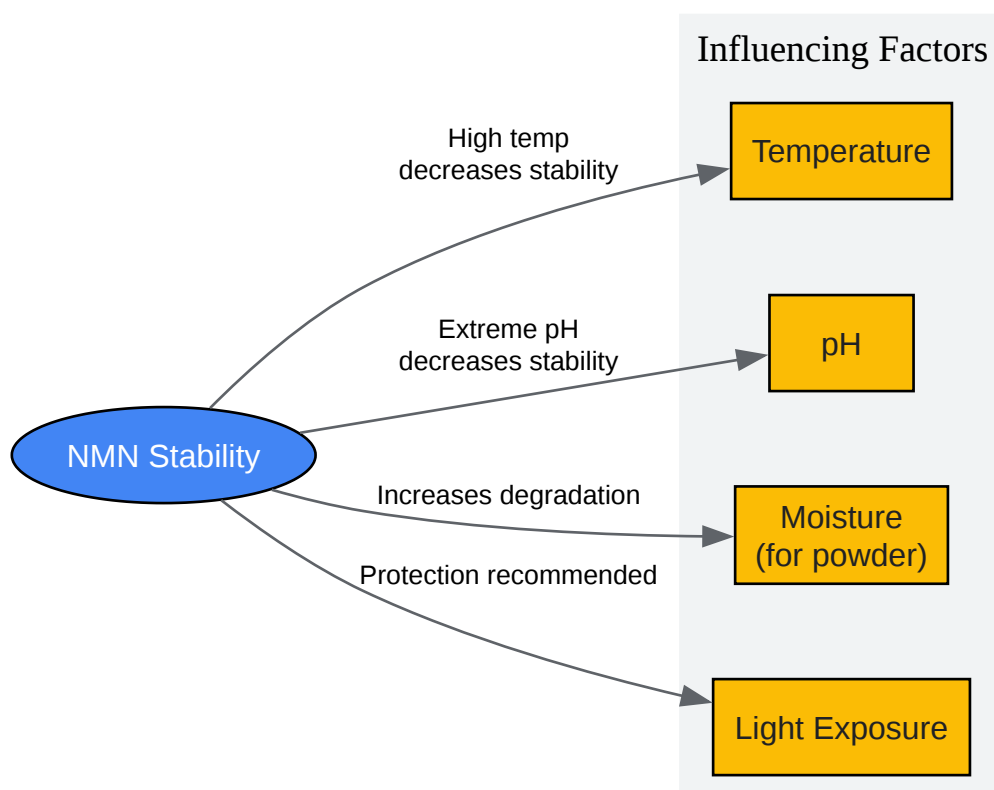 Influencing Factors
High temp
decreases stability
Temperature
Extreme pH
decreases stability
pH
NMN Stability
Increases degradation
Moisture
(for powder)
Protection recommended
Light Exposure